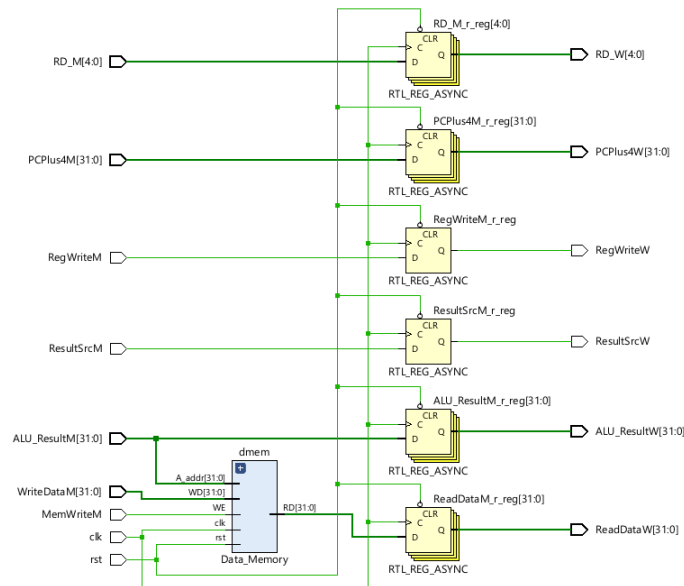 RD_M_r_reg[4:0]
CLR
C
Q
D
RD_M[4:0]
RD_W[4:0]
RTL_REG_ASYNC
PCPlus4M_r_reg[31:0]
CLR
C
Q
D
PCPlus4M[31:0]
PCPlus4W[31:0]
RTL_REG_ASYNC
RegWriteM_r_reg
CLR
C
Q
D
RegWriteM
RegWriteW
RTL_REG_ASYNC
ResultSrcM_r_reg
CLR
C
Q
D
ResultSrcM
ResultSrcW
RTL_REG_ASYNC
ALU_ResultM_r_reg[31:0]
CLR
C
Q
D
ALU_ResultM[31:0]
ALU_ResultW[31:0]
RTL_REG_ASYNC
dmem
A_addr[31:0]
WD[31:0]
WE
clk
rst
RD[31:0]
Data_Memory
WriteDataM[31:0]
MemWriteM
clk
rst
ReadDataM_r_reg[31:0]
CLR
C
Q
D
ReadDataW[31:0]
RTL_REG_ASYNC